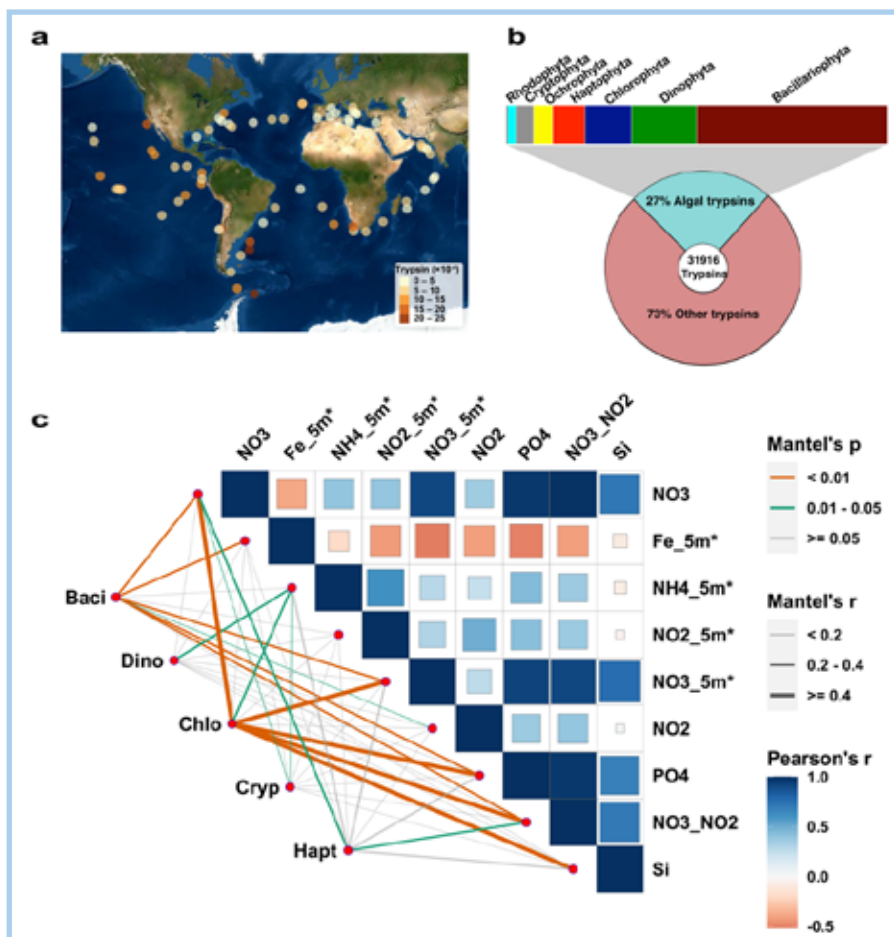 a
Trypsin (×10⁻⁴)
0 – 5
5 – 10
10 – 15
15 – 20
20 – 25
b
Rhodophyta
Cryptophyta
Ochrophyta
Haptophyta
Chlorophyta
Dinophyta
Bacillariophyta
27% Algal trypsins
31916
Trypsins
73% Other trypsins
c
NO3
Fe_5m*
NH4_5m*
NO2_5m*
NO3_5m*
NO2
PO4
NO3_NO2
Si
NO3
Fe_5m*
NH4_5m*
NO2_5m*
NO3_5m*
NO2
PO4
NO3_NO2
Si
Baci
Dino
Chlo
Cryp
Hapt
Mantel's p
< 0.01
0.01 - 0.05
>= 0.05
Mantel's r
< 0.2
0.2 - 0.4
>= 0.4
Pearson's r
1.0
0.5
0.0
-0.5